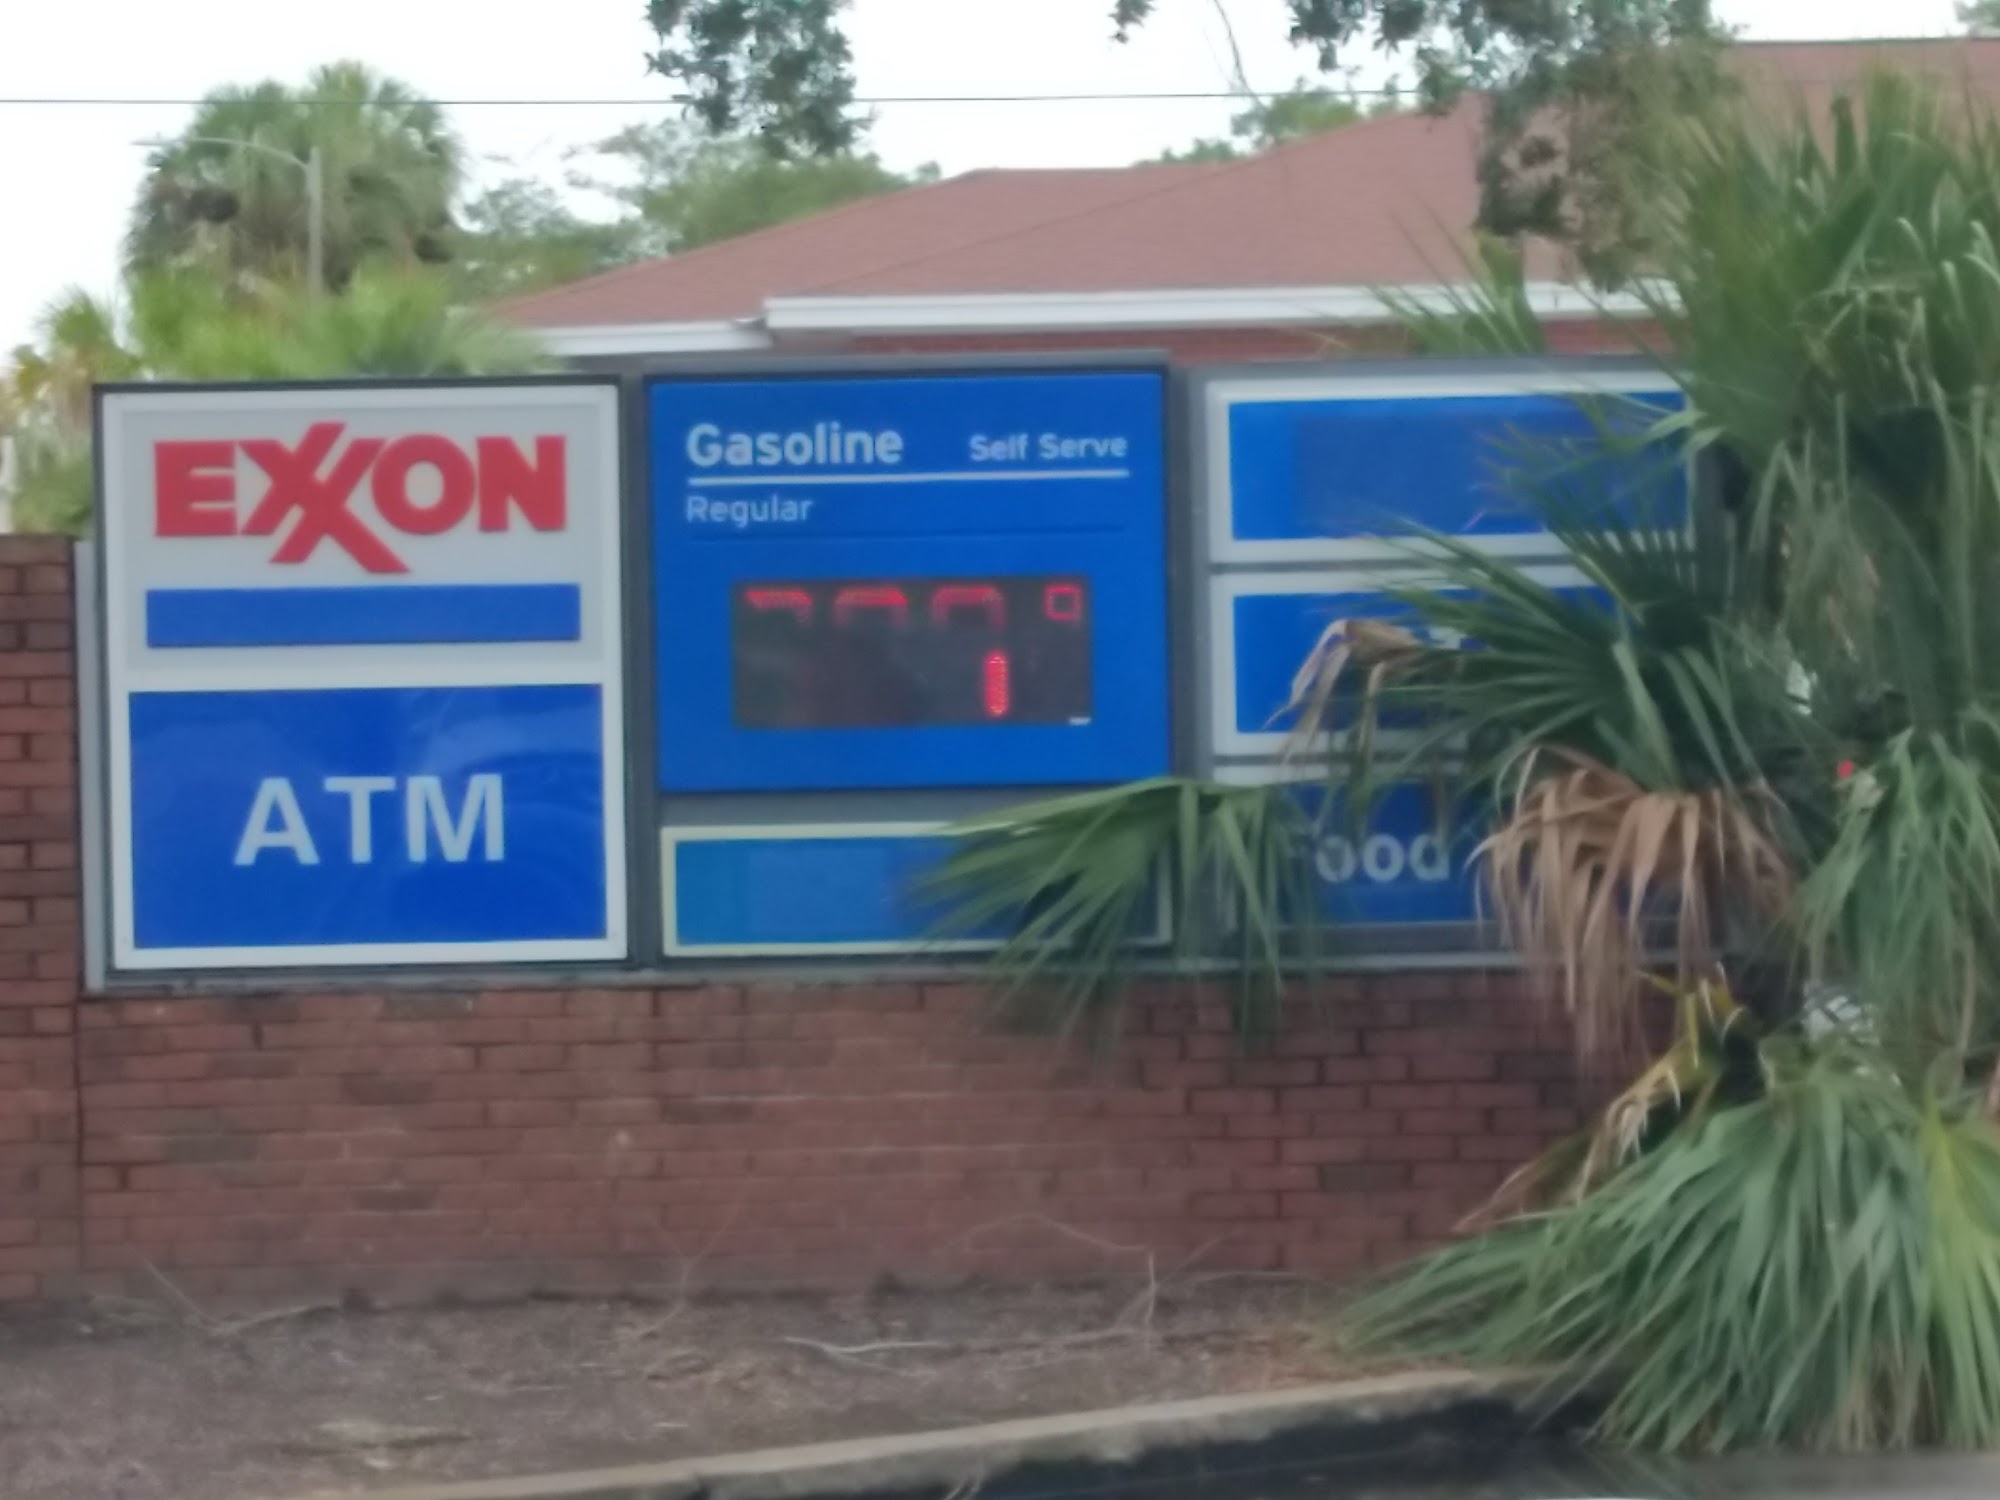 EXXON
ATM
Gasoline Self Serve
Regular